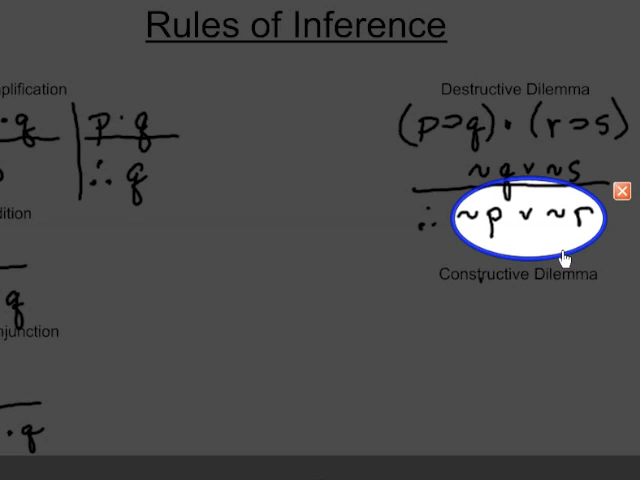 Rules of Inference
plification
· q
p · q
∴ q
dition
q
njunction
· q
Destructive Dilemma
(p ⊃ q) · (r ⊃ s)
~q v ~s
∴ ~p v ~r
Constructive Dilemma